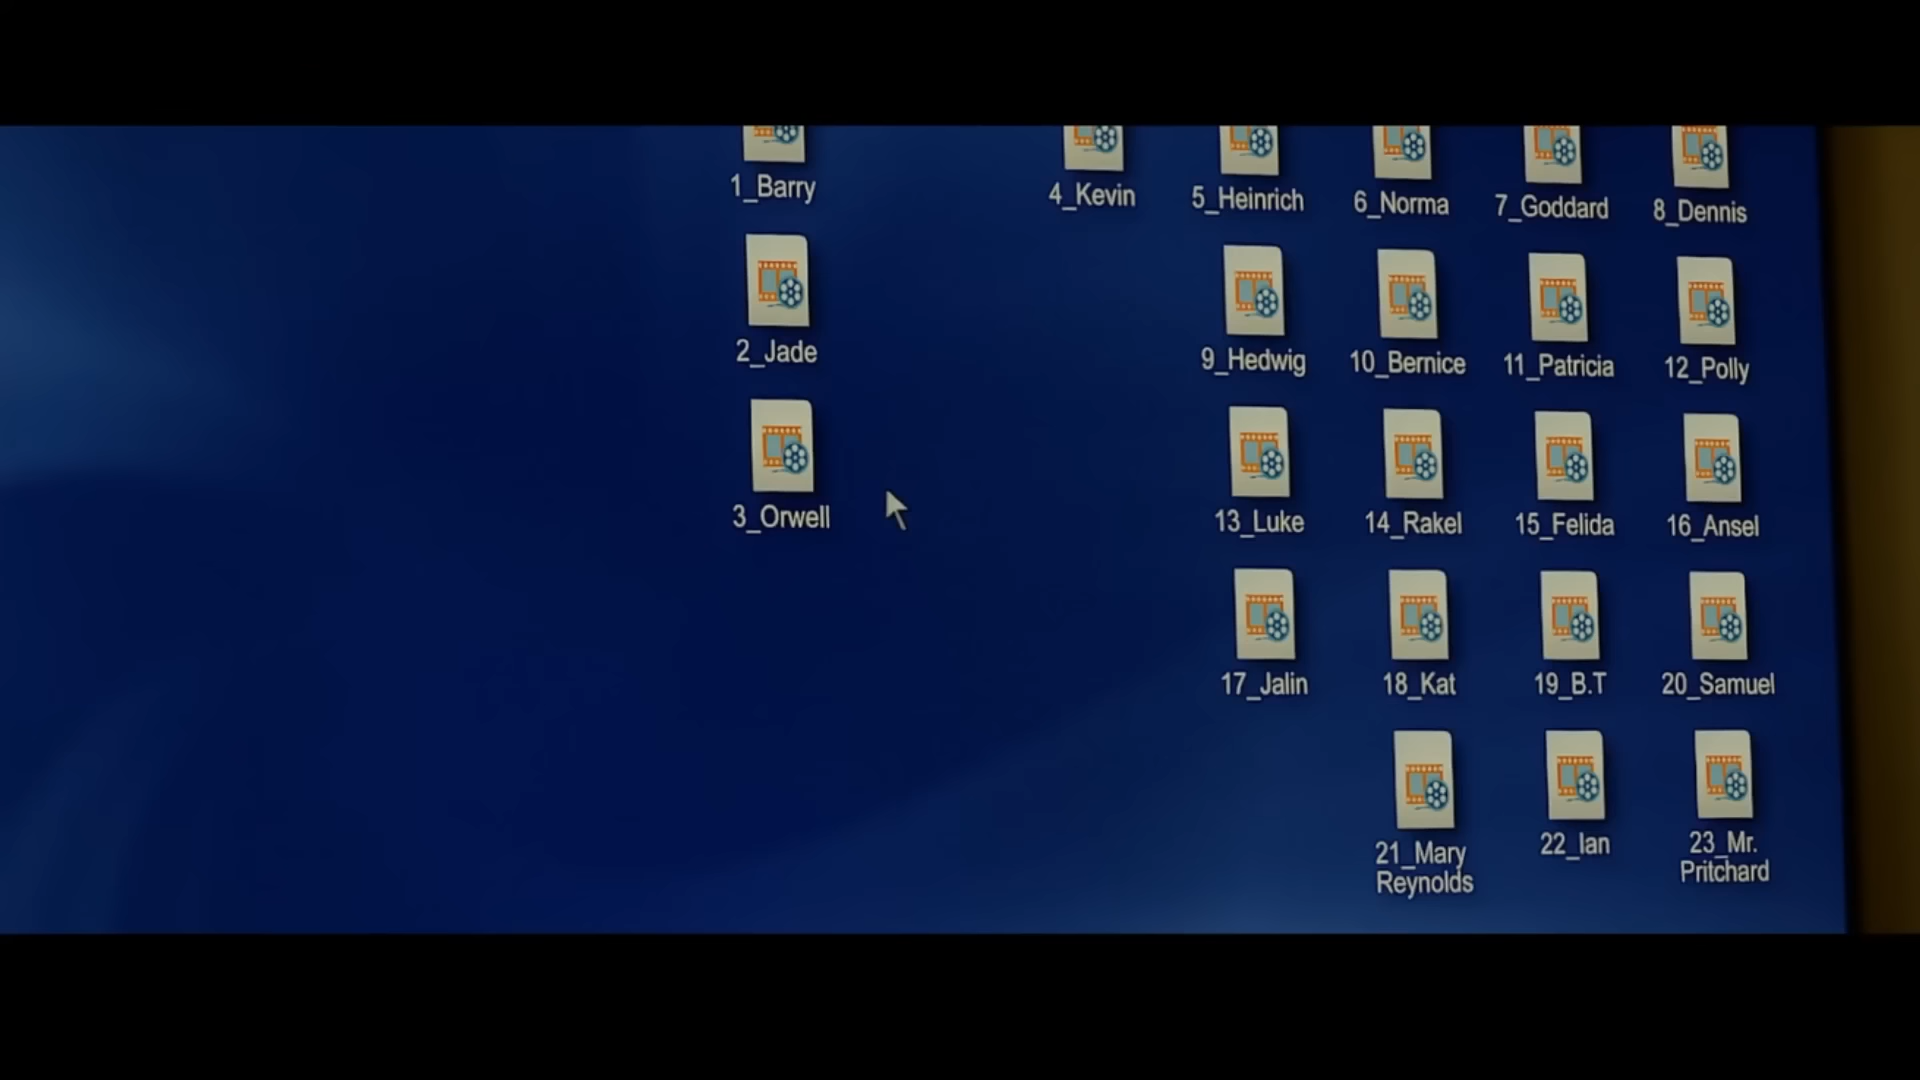 1_Barry
4_Kevin
5_Heinrich
6_Norma
7_Goddard
8_Dennis
2_Jade
9_Hedwig
10_Bernice
11_Patricia
12_Polly
3_Orwell
13_Luke
14_Rakel
15_Felida
16_Ansel
17_Jalin
18_Kat
19_B.T
20_Samuel
21_Mary
Reynolds
22_Ian
23_Mr.
Pritchard